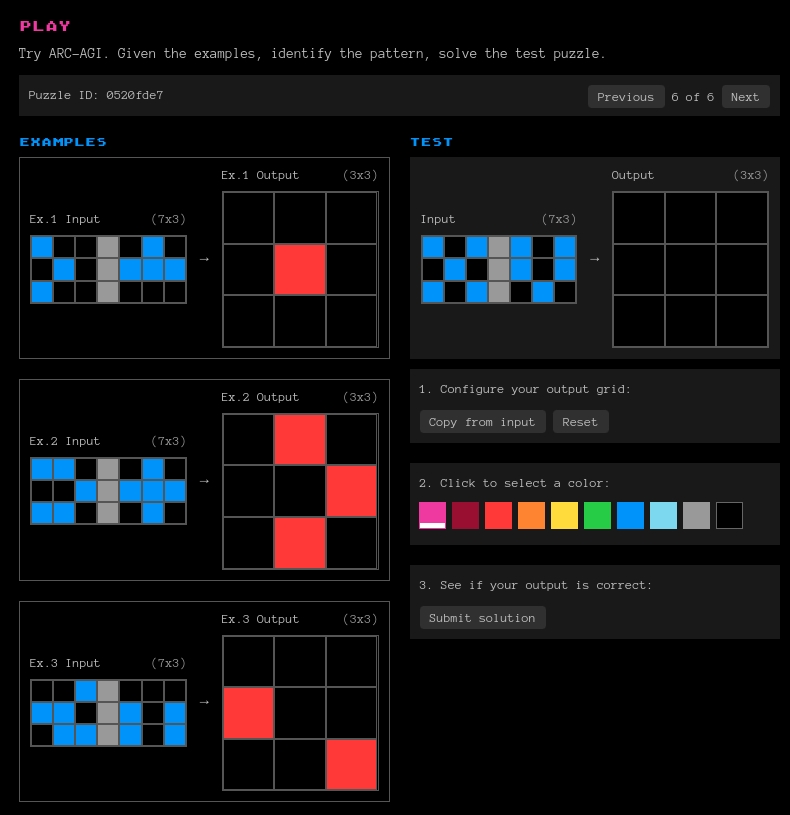 PLAY
Try ARC-AGI. Given the examples, identify the pattern, solve the test puzzle.
Puzzle ID: 0520fde7
Previous 6 of 6 Next
EXAMPLES
Ex.1 Input (7x3)
→
Ex.1 Output (3x3)
Ex.2 Input (7x3)
→
Ex.2 Output (3x3)
Ex.3 Input (7x3)
→
Ex.3 Output (3x3)
TEST
Input (7x3)
→
Output (3x3)
1. Configure your output grid:
Copy from input Reset
2. Click to select a color:
3. See if your output is correct:
Submit solution